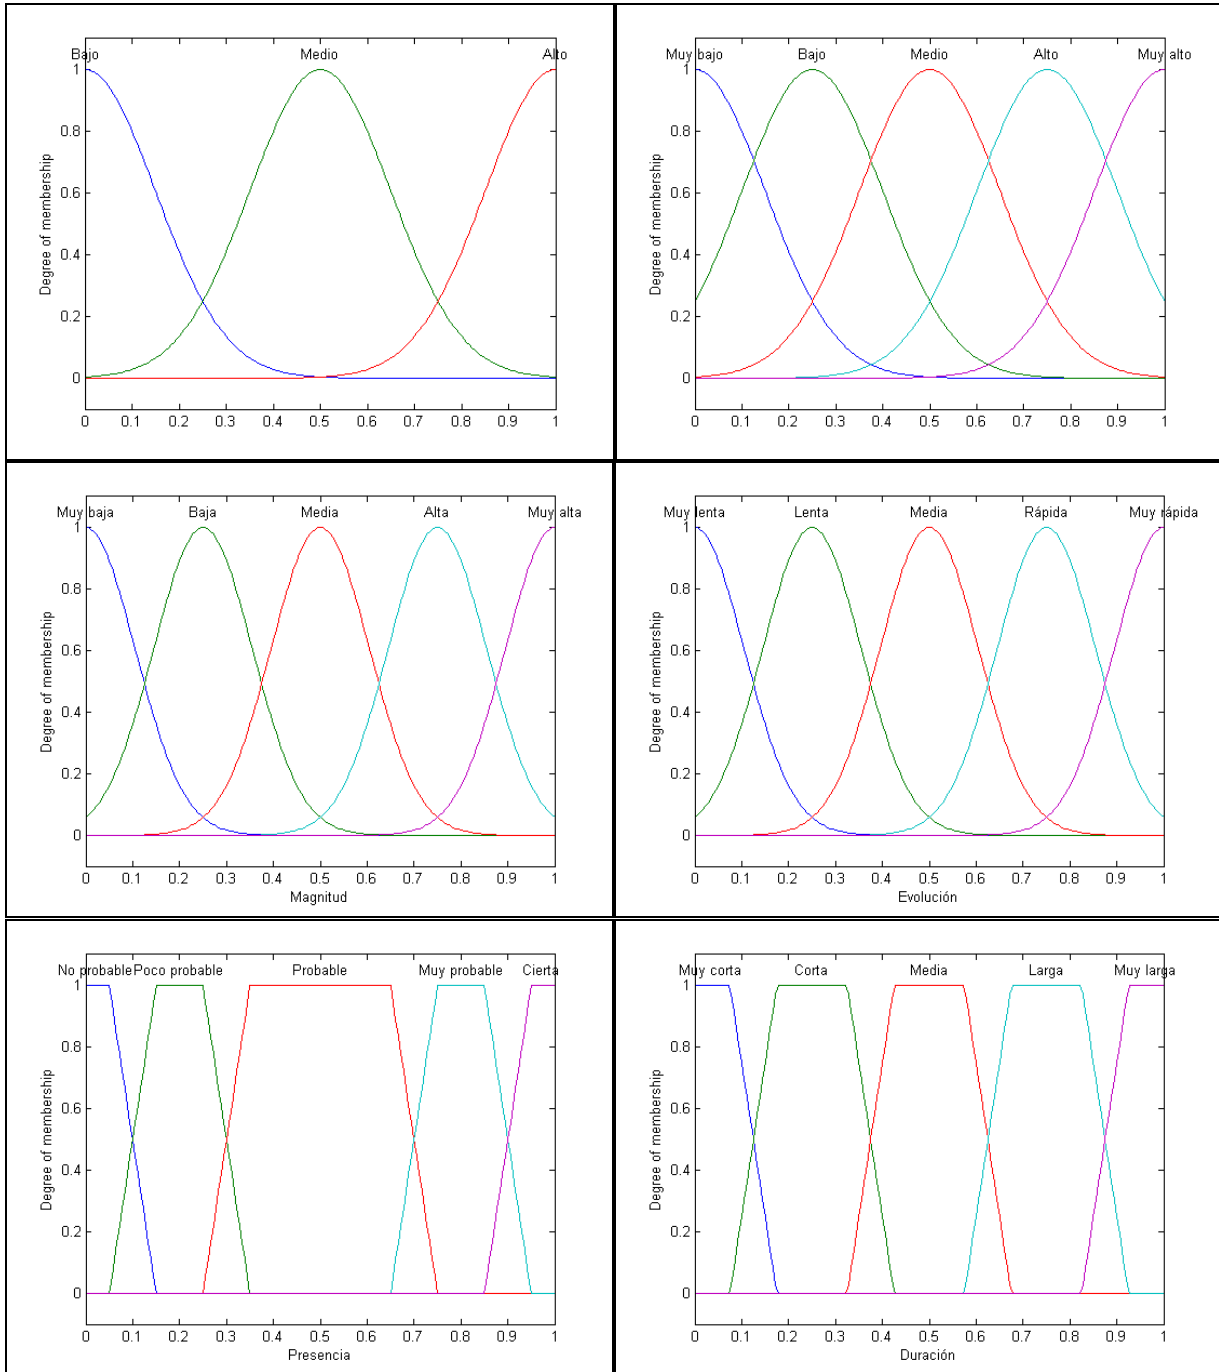 Bajo Medio Alto
1
0.8
0.6
0.4
0.2
0
Degree of membership
0 0.1 0.2 0.3 0.4 0.5 0.6 0.7 0.8 0.9 1
Muy bajo Bajo Medio Alto Muy alto
1
0.8
0.6
0.4
0.2
0
Degree of membership
0 0.1 0.2 0.3 0.4 0.5 0.6 0.7 0.8 0.9 1
Muy baja Baja Media Alta Muy alta
1
0.8
0.6
0.4
0.2
0
Degree of membership
0 0.1 0.2 0.3 0.4 0.5 0.6 0.7 0.8 0.9 1
Magnitud
Muy lenta Lenta Media Rápida Muy rápida
1
0.8
0.6
0.4
0.2
0
Degree of membership
0 0.1 0.2 0.3 0.4 0.5 0.6 0.7 0.8 0.9 1
Evolución
No probable Poco probable Probable Muy probable Cierta
1
0.8
0.6
0.4
0.2
0
Degree of membership
0 0.1 0.2 0.3 0.4 0.5 0.6 0.7 0.8 0.9 1
Presencia
Muy corta Corta Media Larga Muy larga
1
0.8
0.6
0.4
0.2
0
Degree of membership
0 0.1 0.2 0.3 0.4 0.5 0.6 0.7 0.8 0.9 1
Duración